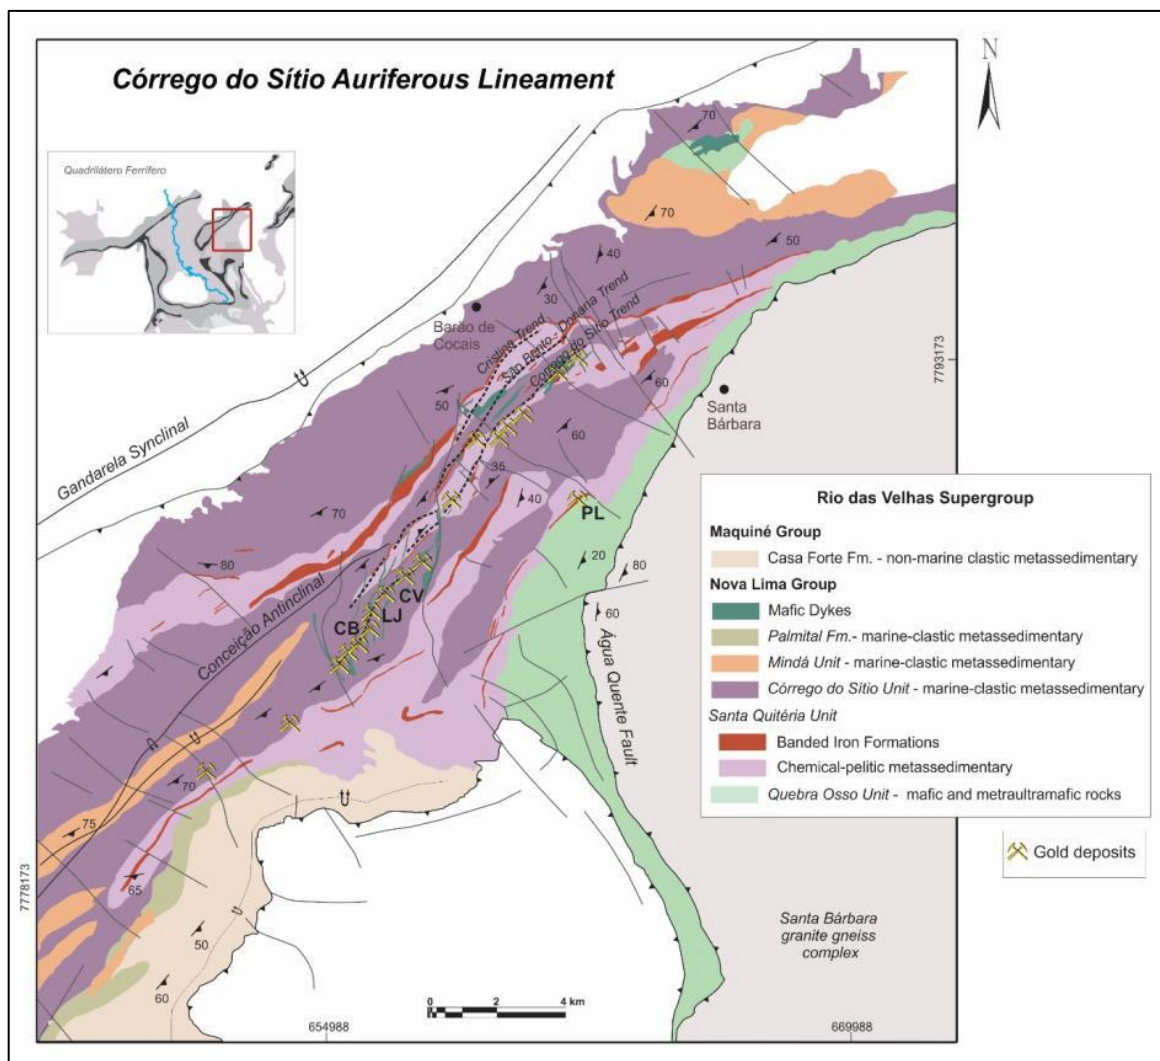 Córrego do Sítio Auriferous Lineament
N
Quadrilátero Ferrífero
70
70
50
40
30
Barão de
Cocais
Cristina Trend
São Bento - Donana Trend
Corrego do Sítio Trend
7793173
50
60
Santa
Bárbara
60
Gandarela Synclinal
35
40
70
PL
80
20
80
CV
LJ
CB
60
Conceição Antinclinal
Água Quente Fault
70
75
65
7778173
50
60
Rio das Velhas Supergroup
Maquiné Group
Casa Forte Fm. - non-marine clastic metassedimentary
Nova Lima Group
Mafic Dykes
Palmital Fm.- marine-clastic metassedimentary
Mindá Unit - marine-clastic metassedimentary
Córrego do Sítio Unit - marine-clastic metassedimentary
Santa Quitéria Unit
Banded Iron Formations
Chemical-pelitic metassedimentary
Quebra Osso Unit - mafic and metraultramafic rocks
Gold deposits
Santa Bárbara
granite gneiss
complex
0 2 4 km
654988
669988